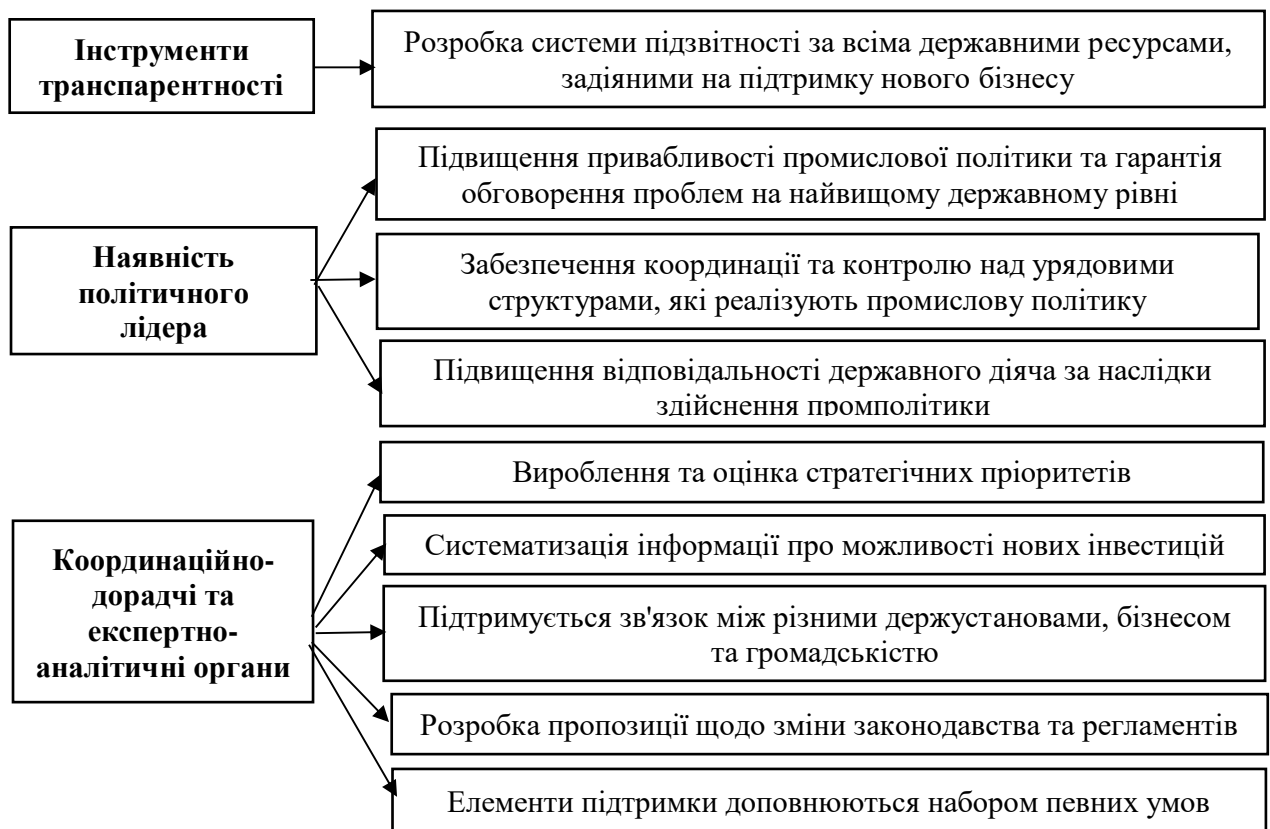 Інструменти
транспарентності
Розробка системи підзвітності за всіма державними ресурсами,
задіяними на підтримку нового бізнесу
Наявність
політичного
лідера
Підвищення привабливості промислової політики та гарантія
обговорення проблем на найвищому державному рівні
Забезпечення координації та контролю над урядовими
структурами, які реалізують промислову політику
Підвищення відповідальності державного діяча за наслідки
здійснення промполітики
Координаційно-
дорадчі та
експертно-
аналітичні органи
Вироблення та оцінка стратегічних пріоритетів
Систематизація інформації про можливості нових інвестицій
Підтримується зв'язок між різними держустановами, бізнесом
та громадськістю
Розробка пропозиції щодо зміни законодавства та регламентів
Елементи підтримки доповнюються набором певних умов